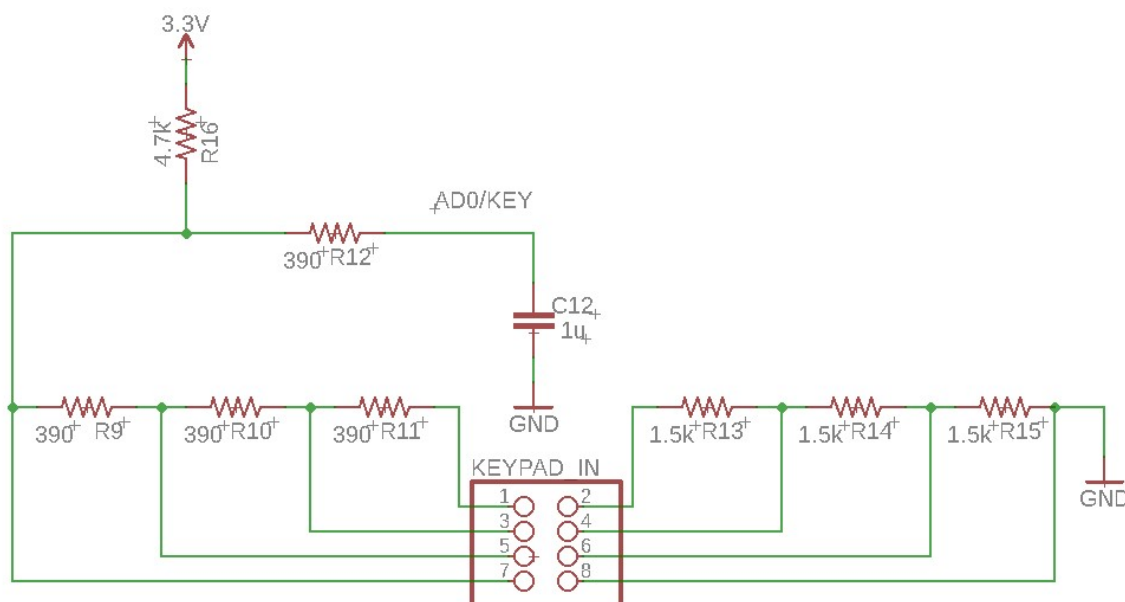 3.3V
4.7k
R16
AD0/KEY
390 R12
C12
1u
GND
390 R9
390 R10
390 R11
1.5k R13
1.5k R14
1.5k R15
KEYPAD_IN
GND
1 2
3 4
5 6
7 8